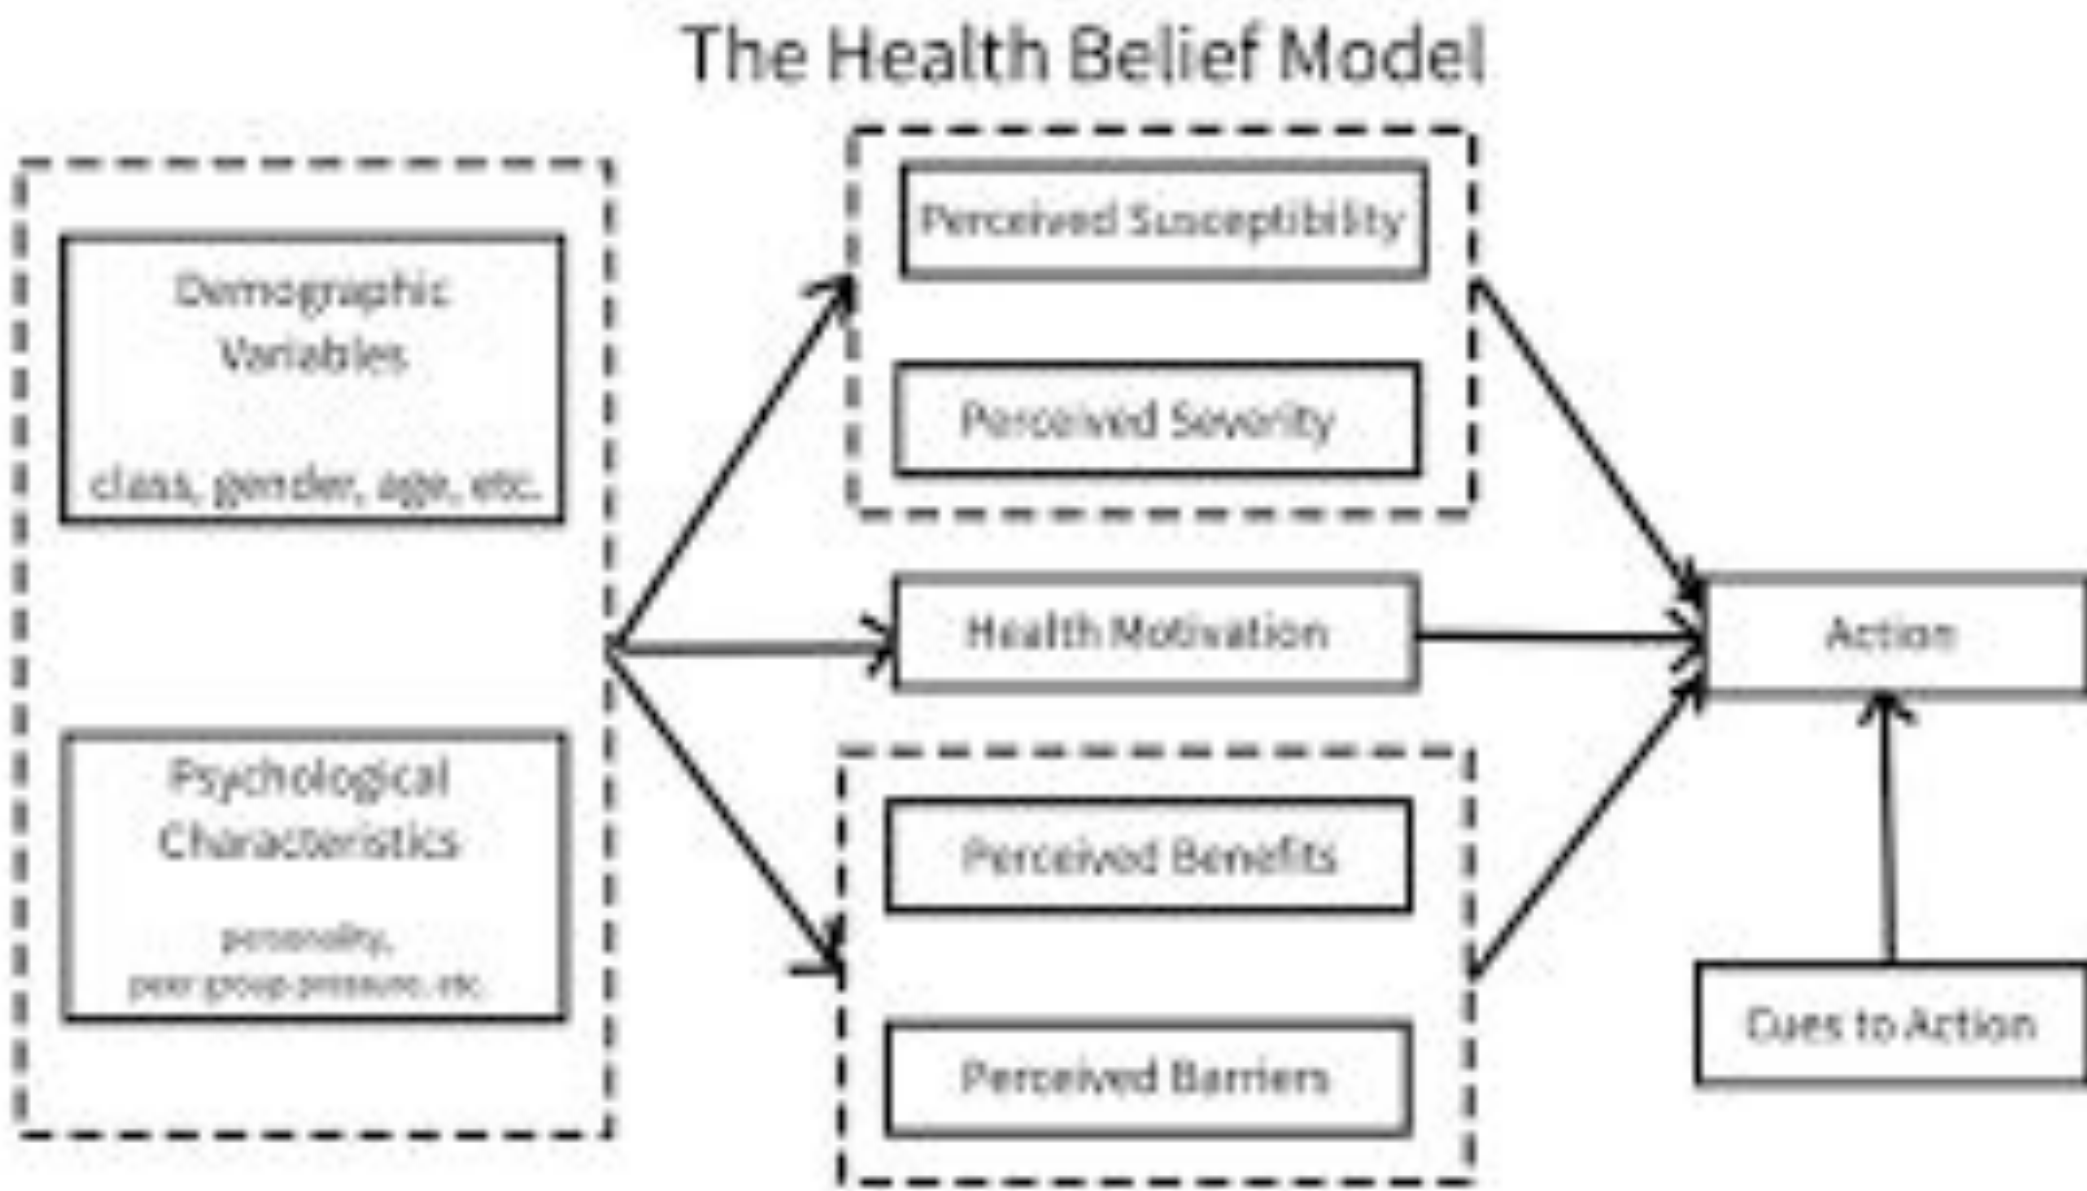 The Health Belief Model
Demographic
Variables
class, gender, age, etc.
Psychological
Characteristics
personality,
peer group pressure, etc.
Perceived Susceptibility
Perceived Severity
Health Motivation
Perceived Benefits
Perceived Barriers
Action
Cues to Action